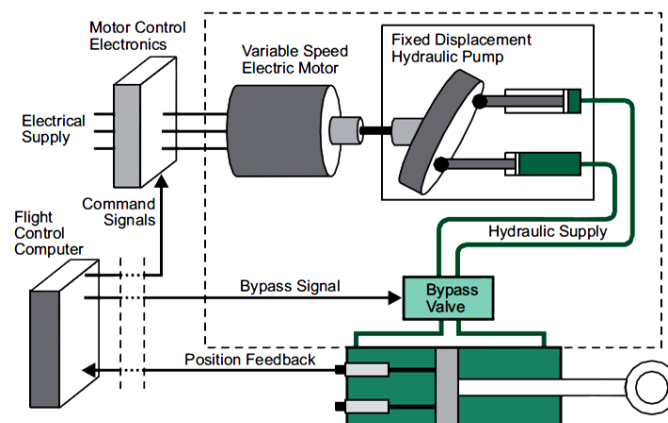 Motor Control
Electronics
Variable Speed
Electric Motor
Fixed Displacement
Hydraulic Pump
Electrical
Supply
Command
Signals
Flight
Control
Computer
Hydraulic Supply
Bypass Signal
Bypass
Valve
Position Feedback